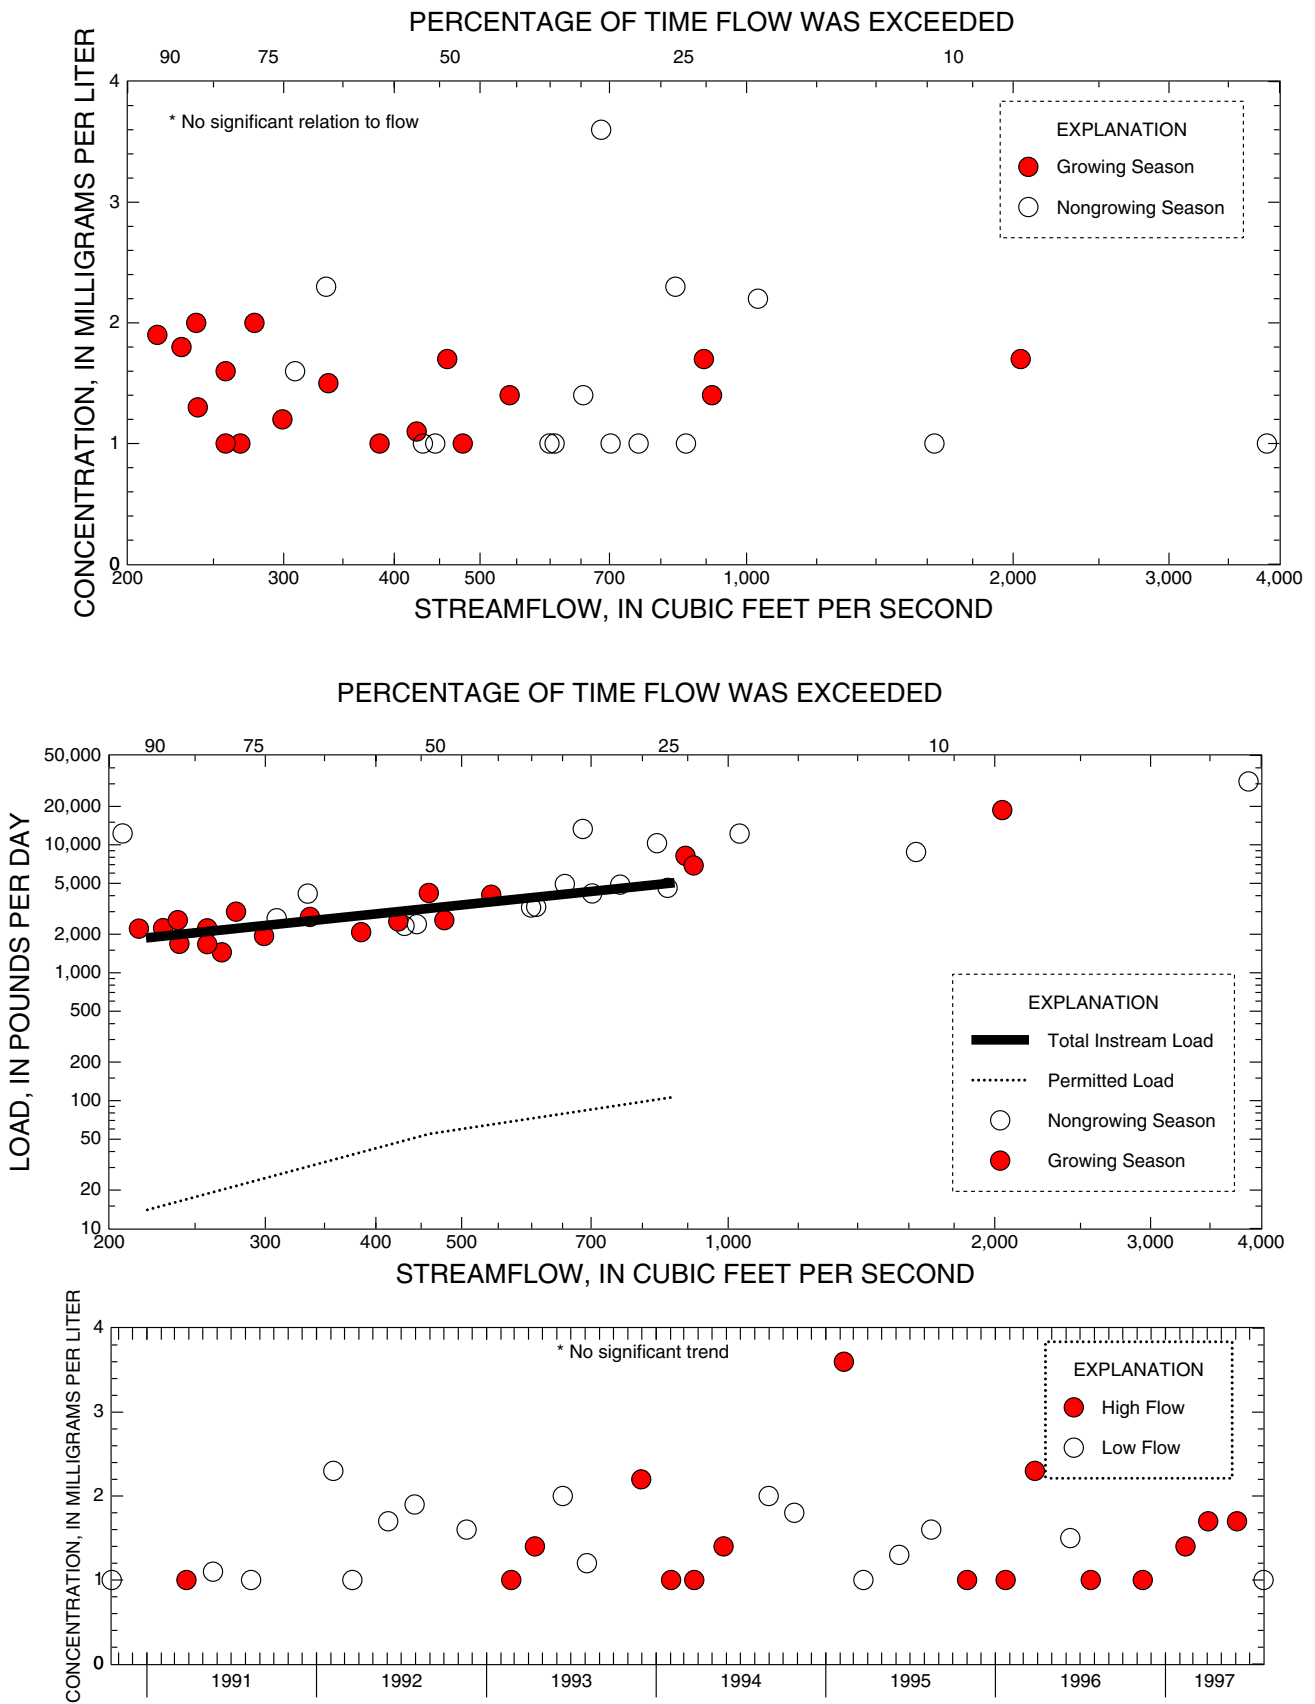 PERCENTAGE OF TIME FLOW WAS EXCEEDED
90 75 50 25 10
CONCENTRATION, IN MILLIGRAMS PER LITER
4
3
2
1
0
* No significant relation to flow
EXPLANATION
Growing Season
Nongrowing Season
200 300 400 500 700 1,000 2,000 3,000 4,000
STREAMFLOW, IN CUBIC FEET PER SECOND
PERCENTAGE OF TIME FLOW WAS EXCEEDED
90 75 50 25 10
LOAD, IN POUNDS PER DAY
50,000
20,000
10,000
5,000
2,000
1,000
500
200
100
50
20
10
EXPLANATION
Total Instream Load
Permitted Load
Nongrowing Season
Growing Season
200 300 400 500 700 1,000 2,000 3,000 4,000
STREAMFLOW, IN CUBIC FEET PER SECOND
CONCENTRATION, IN MILLIGRAMS PER LITER
4
3
2
1
0
* No significant trend
EXPLANATION
High Flow
Low Flow
1991 1992 1993 1994 1995 1996 1997